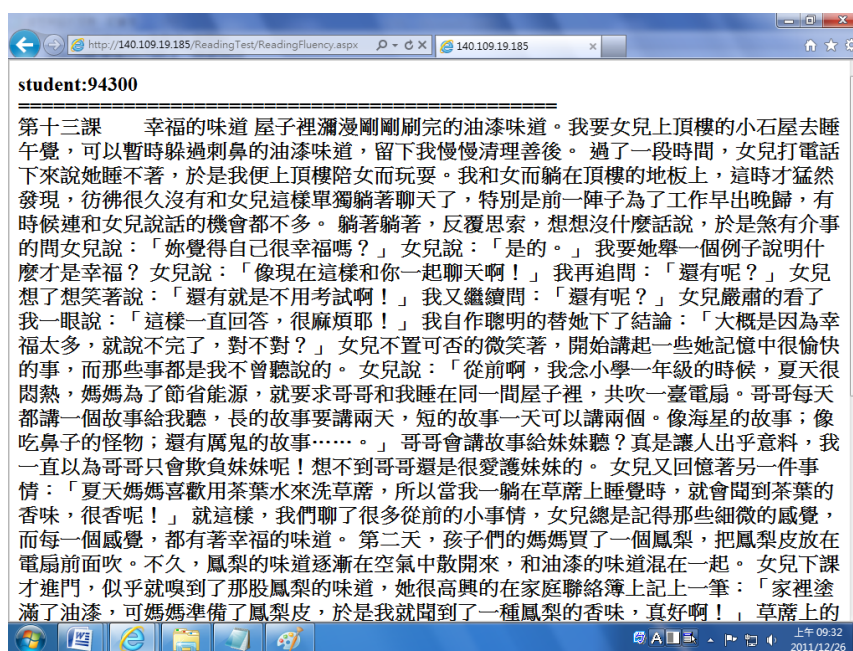 http://140.109.19.185/ReadingTest/ReadingFluency.aspx
140.109.19.185
student:94300
==============================================
第十三課　　幸福的味道 屋子裡瀰漫剛剛刷完的油漆味道。我要女兒上頂樓的小石屋去睡
午覺，可以暫時躲過刺鼻的油漆味道，留下我慢慢清理善後。 過了一段時間，女兒打電話
下來說她睡不著，於是我便上頂樓陪女而玩耍。我和女而躺在頂樓的地板上，這時才猛然
發現，彷彿很久沒有和女兒這樣單獨躺著聊天了，特別是前一陣子為了工作早出晚歸，有
時候連和女兒說話的機會都不多。 躺著躺著，反覆思索，想想沒什麼話說，於是煞有介事
的問女兒說：「妳覺得自己很幸福嗎？」 女兒說：「是的。」 我要她舉一個例子說明什
麼才是幸福？ 女兒說：「像現在這樣和你一起聊天啊！」 我再追問：「還有呢？」 女兒
想了想笑著說：「還有就是不用考試啊！」 我又繼續問：「還有呢？」 女兒嚴肅的看了
我一眼說：「這樣一直回答，很麻煩耶！」 我自作聰明的替她下了結論：「大概是因為幸
福太多，就說不完了，對不對？」 女兒不置可否的微笑著，開始講起一些她記憶中很愉快
的事，而那些事都是我不曾聽說的。 女兒說：「從前啊，我念小學一年級的時候，夏天很
悶熱，媽媽為了節省能源，就要求哥哥和我睡在同一間屋子裡，共吹一臺電扇。哥哥每天
都講一個故事給我聽，長的故事要講兩天，短的故事一天可以講兩個。像海星的故事；像
吃鼻子的怪物；還有厲鬼的故事……。」 哥哥會講故事給妹妹聽？真是讓人出乎意料，我
一直以為哥哥只會欺負妹妹呢！想不到哥哥還是很愛護妹妹的。 女兒又回憶著另一件事
情：「夏天媽媽喜歡用茶葉水來洗草蓆，所以當我一躺在草蓆上睡覺時，就會聞到茶葉的
香味，很香呢！」 就這樣，我們聊了很多從前的小事情，女兒總是記得那些細微的感覺，
而每一個感覺，都有著幸福的味道。 第二天，孩子們的媽媽買了一個鳳梨，把鳳梨皮放在
電扇前面吹。不久，鳳梨的味道逐漸在空氣中散開來，和油漆的味道混在一起。 女兒下課
才進門，似乎就嗅到了那股鳳梨的味道，她很高興的在家庭聯絡簿上記上一筆：「家裡塗
滿了油漆，可媽媽準備了鳳梨皮，於是我就聞到了一種鳳梨的香味，真好啊！」 草蓆上的
上午 09:32
2011/12/26